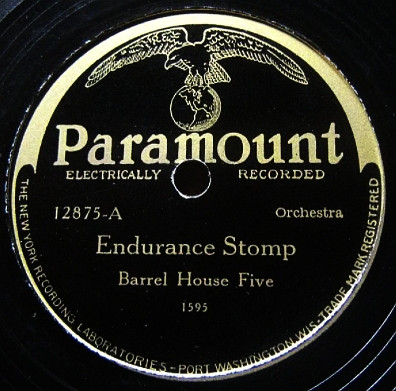 Paramount
ELECTRICALLY RECORDED
12875-A Orchestra
Endurance Stomp
Barrel House Five
1595
THE NEW YORK RECORDING LABORATORIES - PORT WASHINGTON WIS - TRADE MARK REGISTERED